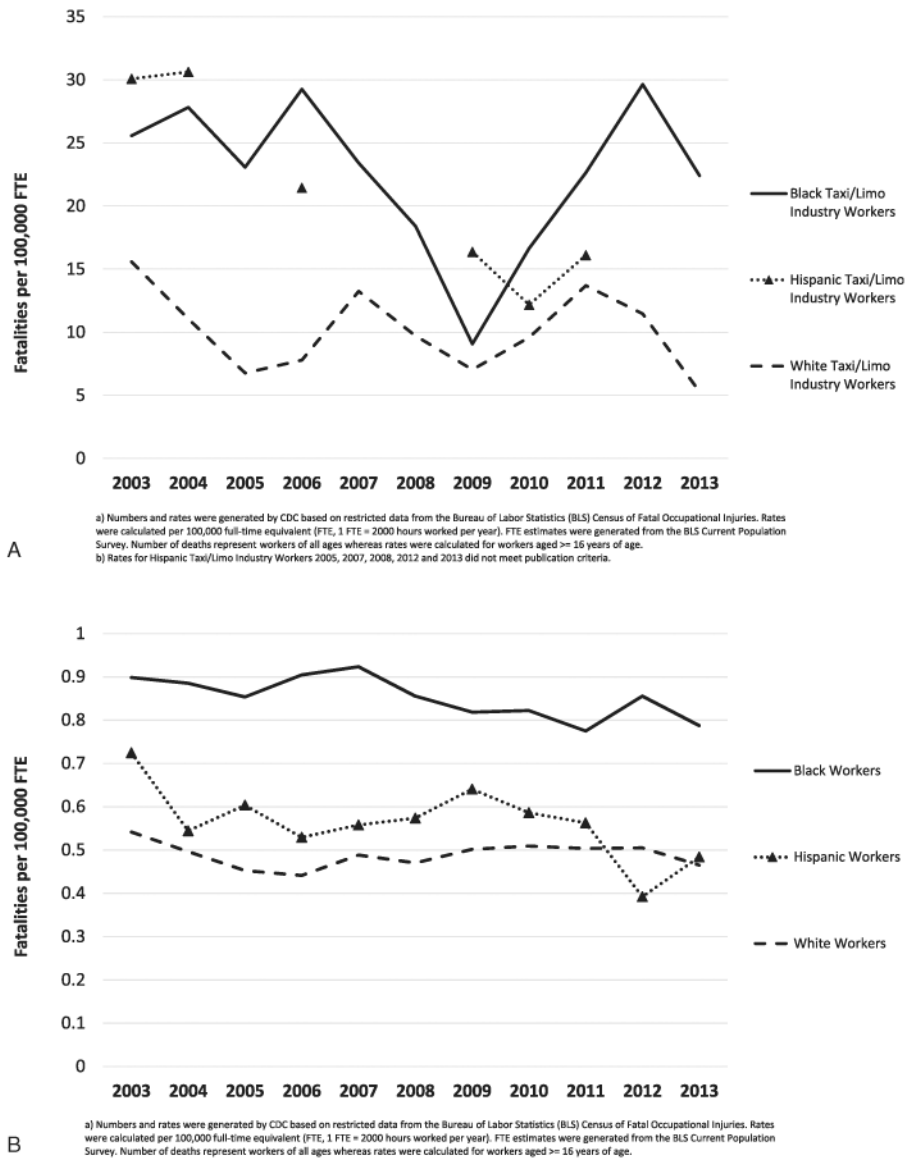 35
30
25
20
15
10
5
0
Fatalities per 100,000 FTE
2003 2004 2005 2006 2007 2008 2009 2010 2011 2012 2013
Black Taxi/Limo
Industry Workers
Hispanic Taxi/Limo
Industry Workers
White Taxi/Limo
Industry Workers
a) Numbers and rates were generated by CDC based on restricted data from the Bureau of Labor Statistics (BLS) Census of Fatal Occupational Injuries. Rates
were calculated per 100,000 full-time equivalent (FTE, 1 FTE = 2000 hours worked per year). FTE estimates were generated from the BLS Current Population
Survey. Number of deaths represent workers of all ages whereas rates were calculated for workers aged >= 16 years of age.
b) Rates for Hispanic Taxi/Limo Industry Workers 2005, 2007, 2008, 2012 and 2013 did not meet publication criteria.
A
1
0.9
0.8
0.7
0.6
0.5
0.4
0.3
0.2
0.1
0
Fatalities per 100,000 FTE
2003 2004 2005 2006 2007 2008 2009 2010 2011 2012 2013
Black Workers
Hispanic Workers
White Workers
a) Numbers and rates were generated by CDC based on restricted data from the Bureau of Labor Statistics (BLS) Census of Fatal Occupational Injuries. Rates
were calculated per 100,000 full-time equivalent (FTE, 1 FTE = 2000 hours worked per year). FTE estimates were generated from the BLS Current Population
Survey. Number of deaths represent workers of all ages whereas rates were calculated for workers aged >= 16 years of age.
B